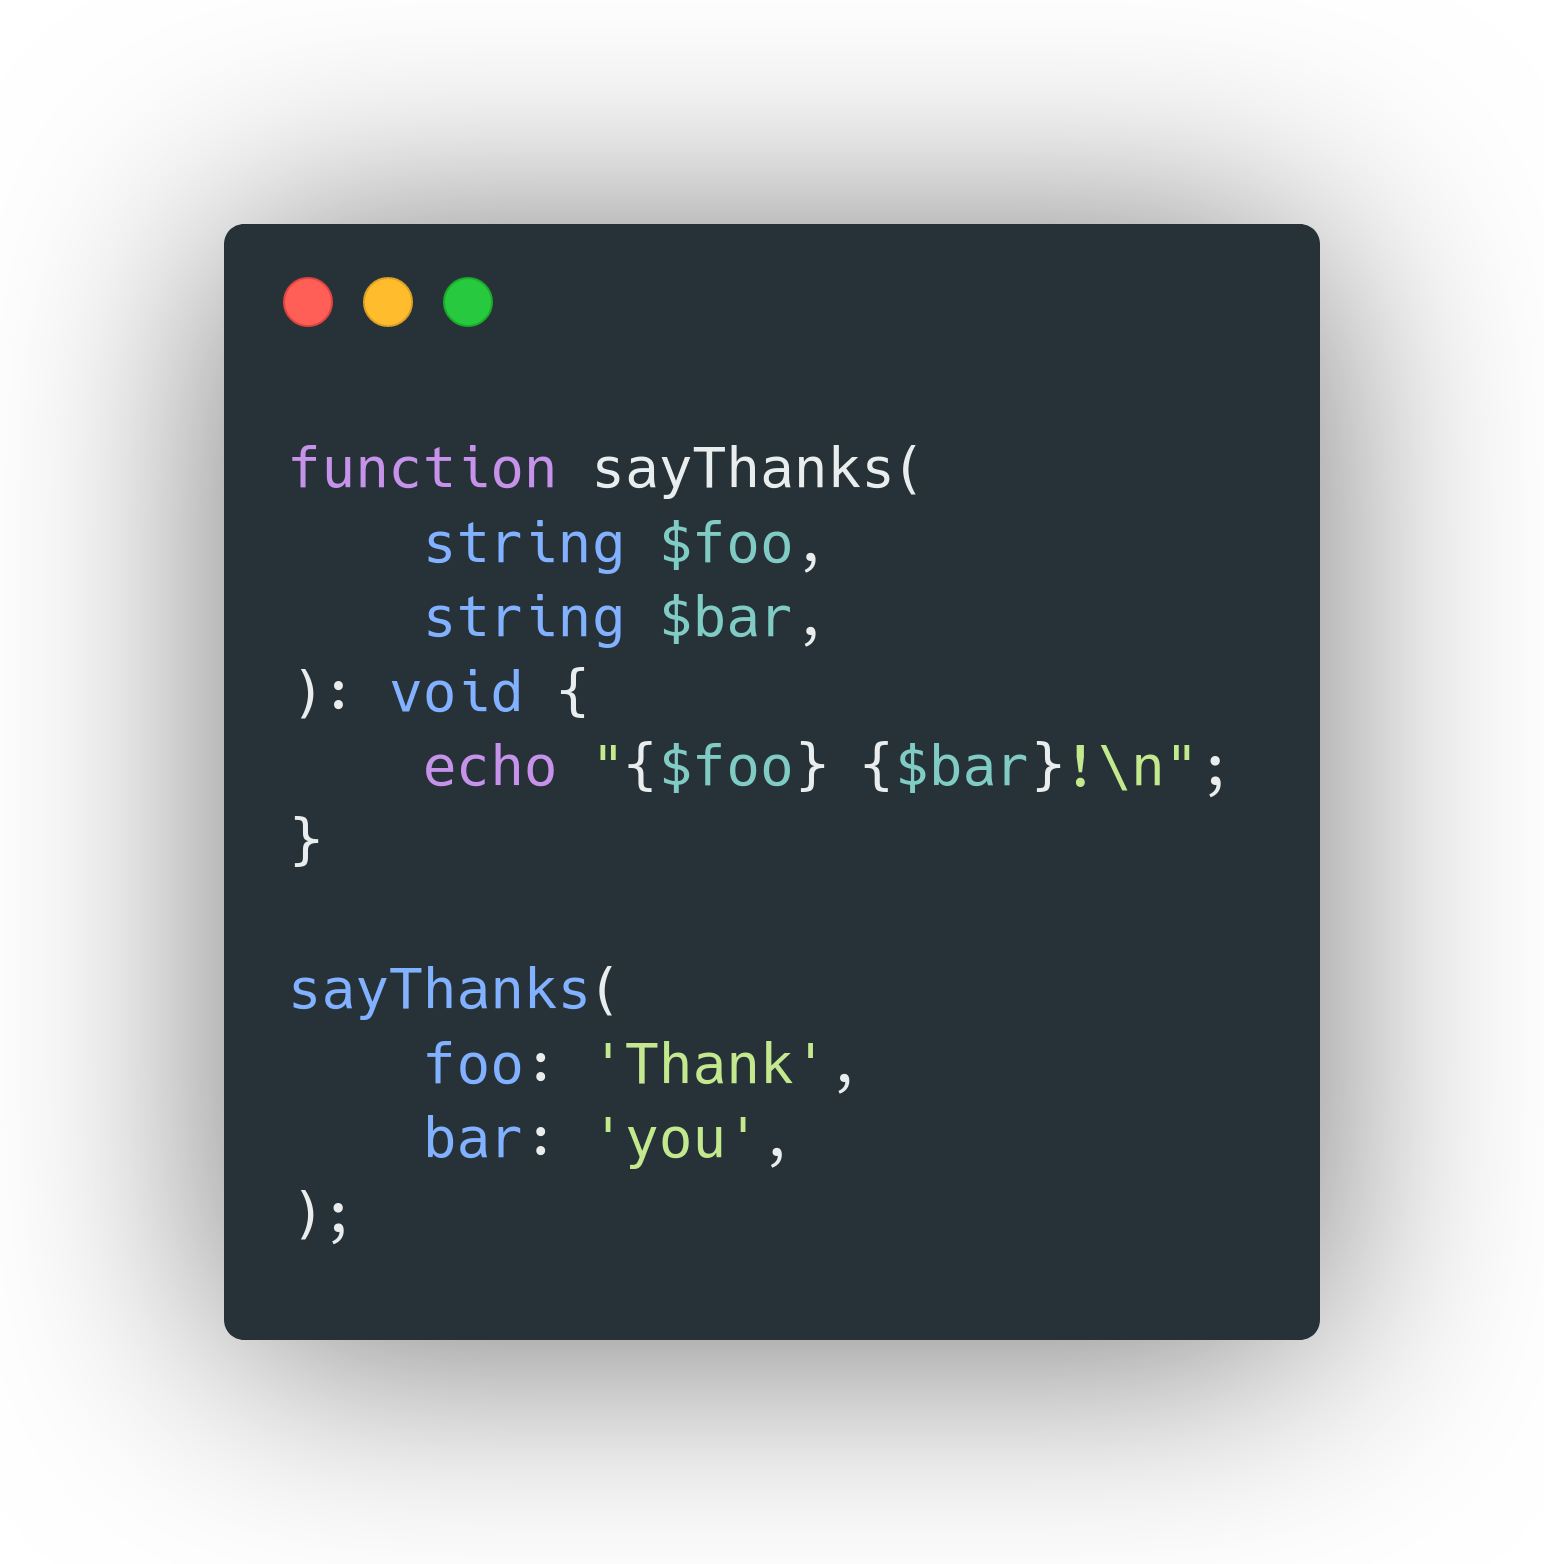 function sayThanks(
    string $foo,
    string $bar,
): void {
    echo "{$foo} {$bar}!\n";
}

sayThanks(
    foo: 'Thank',
    bar: 'you',
);